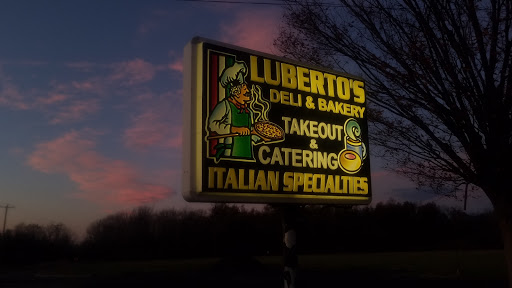 LUBERTO'S
DELI & BAKERY
TAKEOUT
&
CATERING
ITALIAN SPECIALTIES